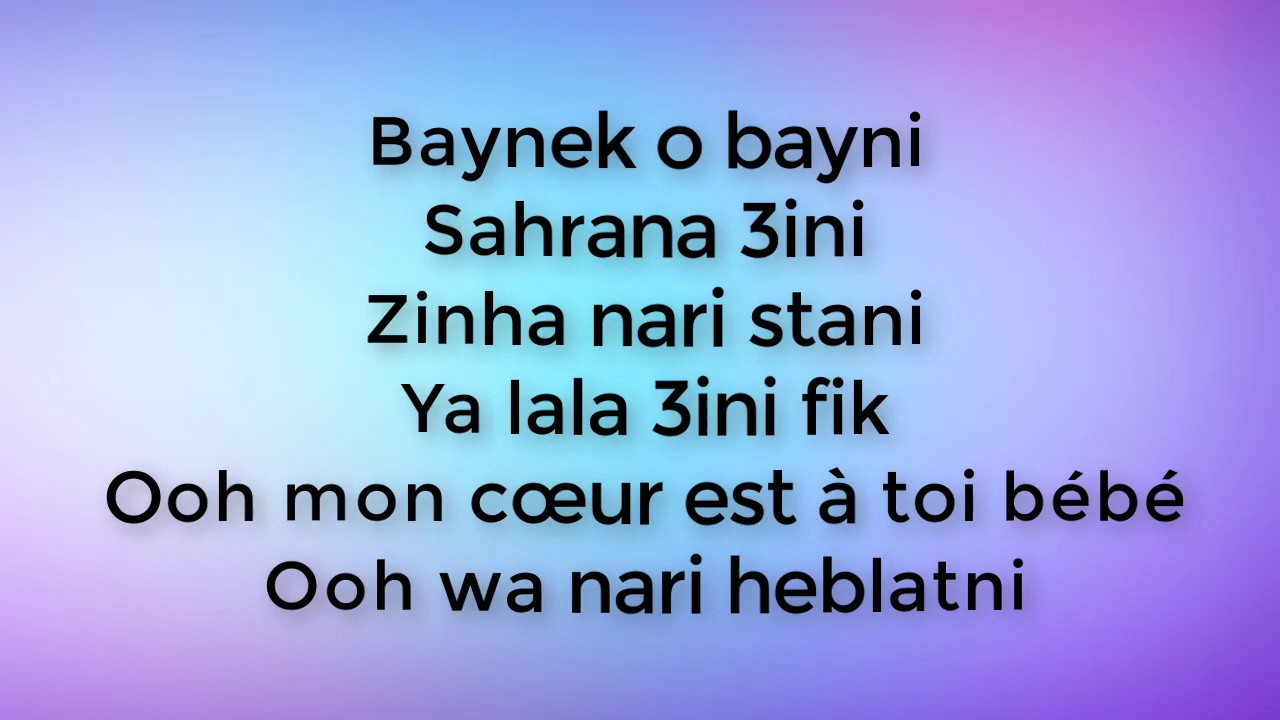 Baynek o bayni
Sahrana 3ini
Zinha nari stani
Ya lala 3ini fik
Ooh mon cœur est à toi bébé
Ooh wa nari heblatni